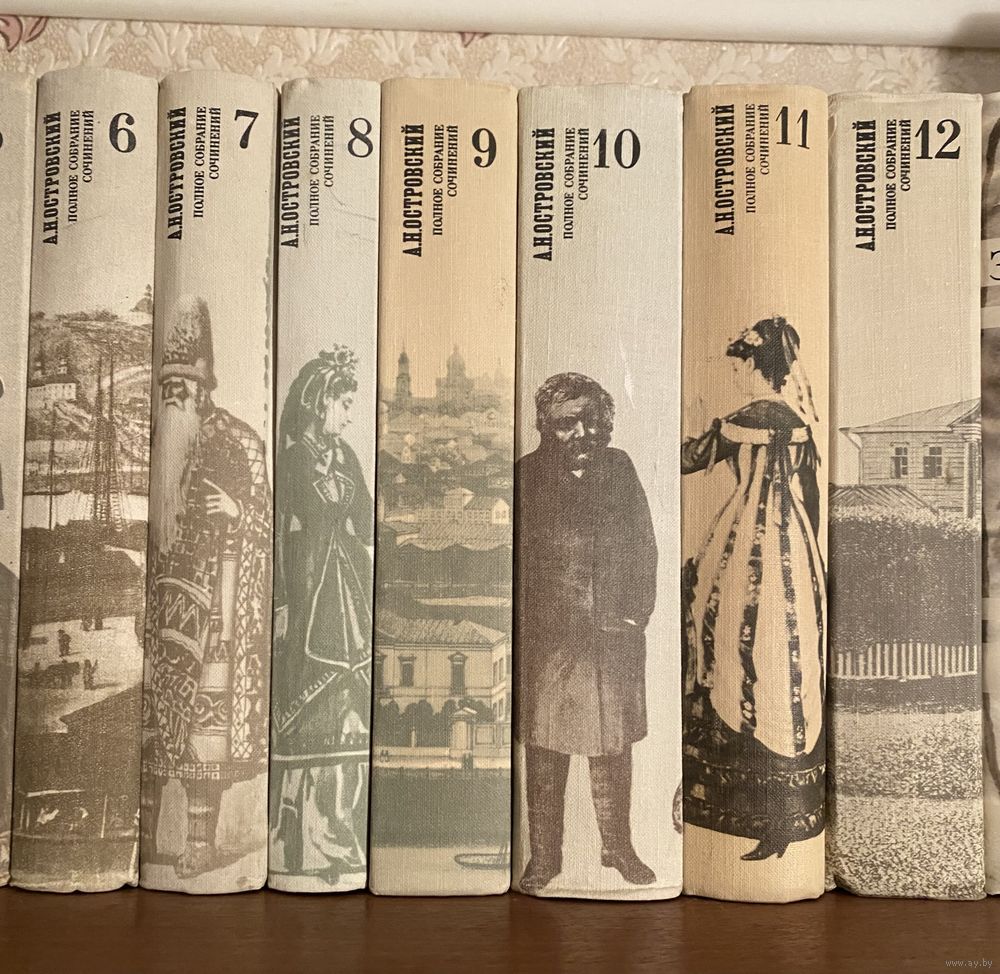 А.Н.ОСТРОВСКИЙ
ПОЛНОЕ СОБРАНИЕ
СОЧИНЕНИЙ
6
А.Н.ОСТРОВСКИЙ
ПОЛНОЕ СОБРАНИЕ
СОЧИНЕНИЙ
7
А.Н.ОСТРОВСКИЙ
ПОЛНОЕ СОБРАНИЕ
СОЧИНЕНИЙ
8
А.Н.ОСТРОВСКИЙ
ПОЛНОЕ СОБРАНИЕ
СОЧИНЕНИЙ
9
А.Н.ОСТРОВСКИЙ
ПОЛНОЕ СОБРАНИЕ
СОЧИНЕНИЙ
10
А.Н.ОСТРОВСКИЙ
ПОЛНОЕ СОБРАНИЕ
СОЧИНЕНИЙ
11
А.Н.ОСТРОВСКИЙ
ПОЛНОЕ СОБРАНИЕ
СОЧИНЕНИЙ
12
www.ay.by